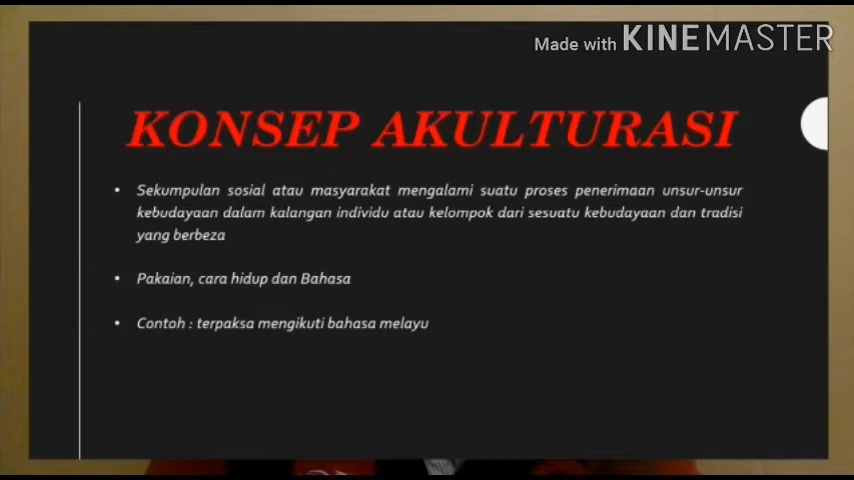 Made with KINEMASTER
KONSEP AKULTURASI
• Sekumpulan sosial atau masyarakat mengalami suatu proses penerimaan unsur-unsur
kebudayaan dalam kalangan individu atau kelompok dari sesuatu kebudayaan dan tradisi
yang berbeza
• Pakaian, cara hidup dan Bahasa
• Contoh : terpaksa mengikuti bahasa melayu